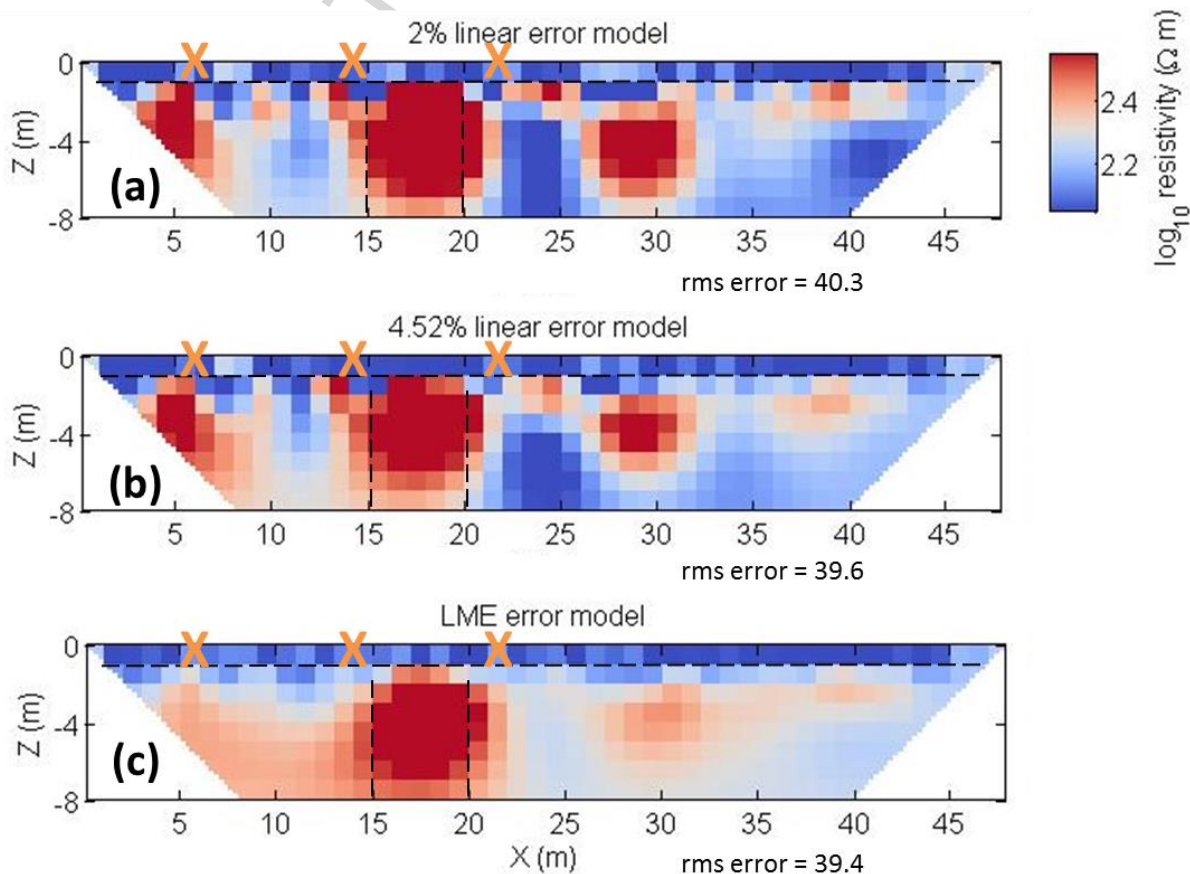 2% linear error model
X X X
0
-4
-8
Z (m)
(a)
5 10 15 20 25 30 35 40 45
rms error = 40.3
2.4
2.2
log10 resistivity (Ω m)
4.52% linear error model
X X X
0
-4
-8
Z (m)
(b)
5 10 15 20 25 30 35 40 45
rms error = 39.6
LME error model
X X X
0
-4
-8
Z (m)
(c)
5 10 15 20 25 30 35 40 45
X (m)
rms error = 39.4